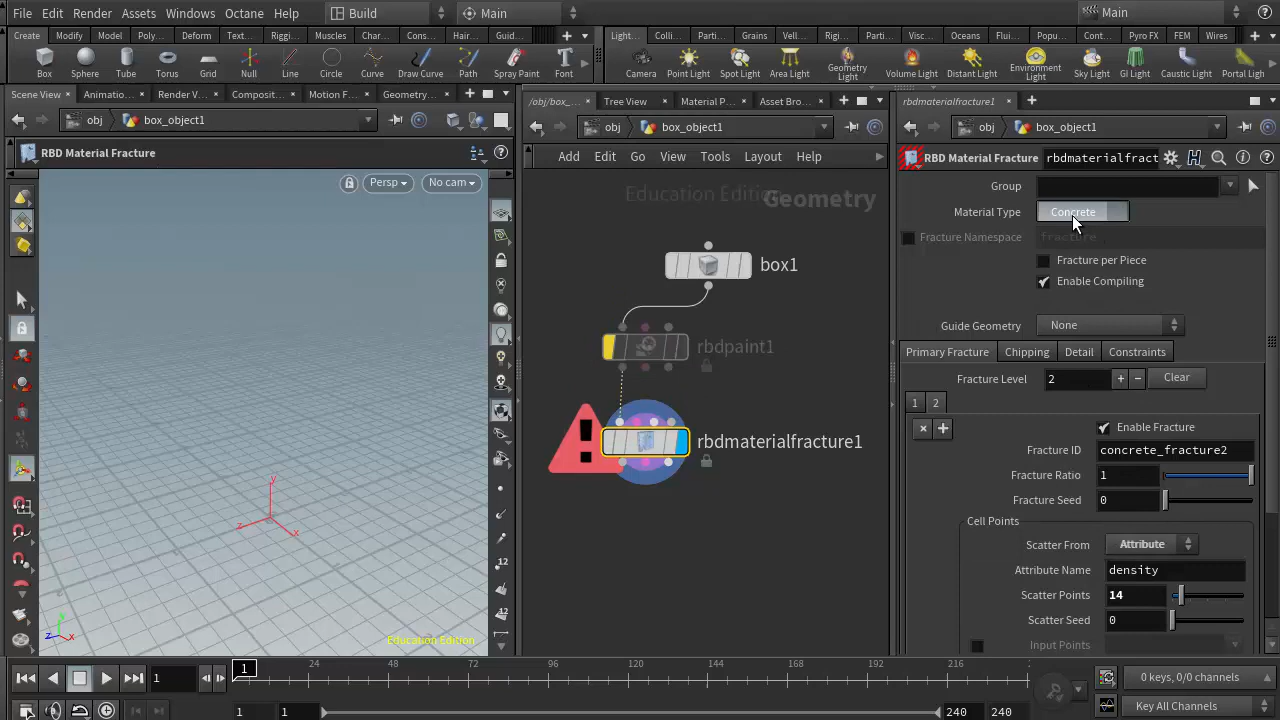 File Edit Render Assets Windows Octane Help Build Main Main
Create Modify Model Poly... Deform Text... Riggi... Muscles Char... Cons... Hair... Guid...
Light... Colli... Parti... Grains Vell... Rig... Parti... Visc... Oceans Flui... Popu... Cont... Pyro FX FEM Wires
Box Sphere Tube Torus Grid Null Line Circle Curve Draw Curve Path Spray Paint Font
Camera Point Light Spot Light Area Light Geometry Light Volume Light Distant Light Environment Light Sky Light GI Light Caustic Light Portal Ligh
Scene View Animatio... Render V... Composit... Motion F... Geometry...
/obj/box_... Tree View Material P... Asset Bro...
rbdmaterialfracture1
obj box_object1
obj box_object1
obj box_object1
RBD Material Fracture
Persp No cam
Education Edition
Add Edit Go View Tools Layout Help
Education Edition Geometry
box1
rbdpaint1
rbdmaterialfracture1
RBD Material Fracture rbdmaterialfract
Group
Material Type Concrete
Fracture Namespace fracture
Fracture per Piece
Enable Compiling
Guide Geometry None
Primary Fracture Chipping Detail Constraints
Fracture Level 2 + − Clear
1 2
Enable Fracture
Fracture ID concrete_fracture2
Fracture Ratio 1
Fracture Seed 0
Cell Points
Scatter From Attribute
Attribute Name density
Scatter Points 14
Scatter Seed 0
Input Points
y
z x
y
z x
12
12
1
1 24 48 72 96 120 144 168 192 216
0 keys, 0/0 channels
1 1 240 240
Key All Channels